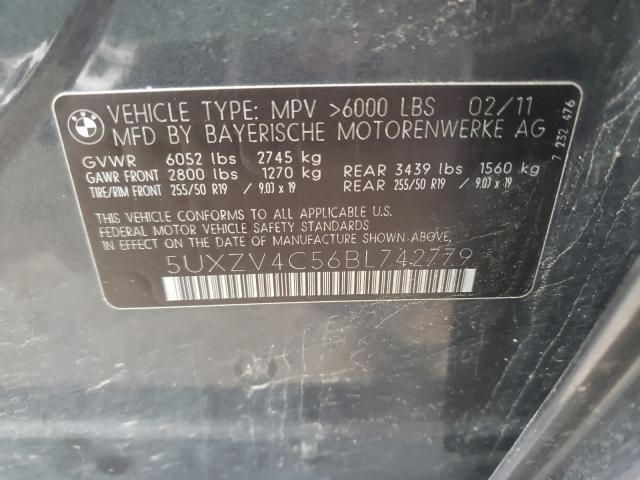 BMW
VEHICLE TYPE: MPV >6000 LBS 02/11
MFD BY BAYERISCHE MOTORENWERKE AG
GVWR 6052 lbs 2745 kg
GAWR FRONT 2800 lbs 1270 kg REAR 3439 lbs 1560 kg
TIRE/RIM FRONT 255/50 R19 / 9.0J x 19 REAR 255/50 R19 / 9.0J x 19
THIS VEHICLE CONFORMS TO ALL APPLICABLE U.S.
FEDERAL MOTOR VEHICLE SAFETY STANDARDS
IN EFFECT ON THE DATE OF MANUFACTURE SHOWN ABOVE.
5UXZV4C56BL742779
7 232 476